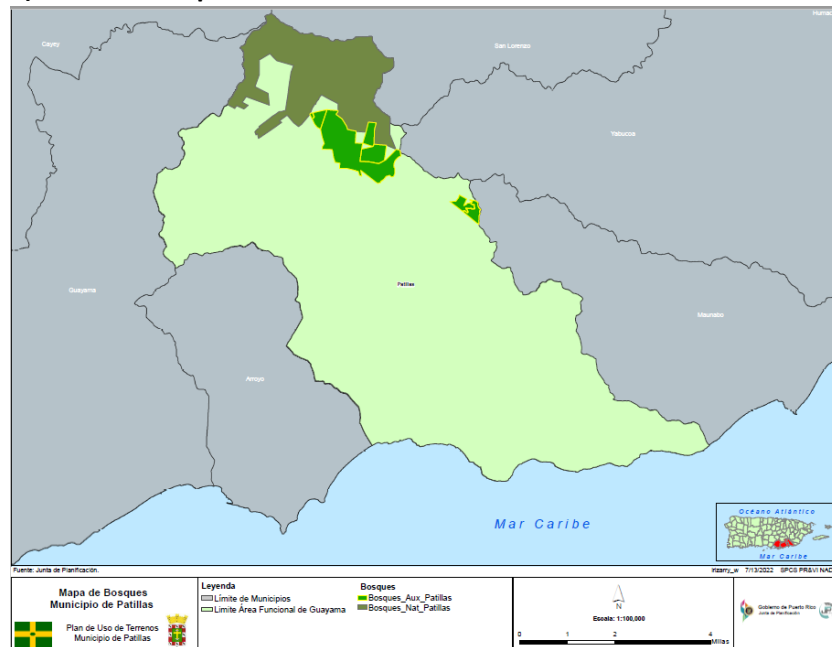 Cayey
San Lorenzo
Yabucoa
Guayama
Patillas
Maunabo
Arroyo
Océano Atlántico
Mar Caribe
Mar Caribe
Fuente: Junta de Planificación.
Irizarry_w 7/13/2022 SPCS PR&VI NAD
Mapa de Bosques
Municipio de Patillas
Plan de Uso de Terrenos
Municipio de Patillas
Leyenda
Límite de Municipios
Limite Área Funcional de Guayama
Bosques
Bosques_Aux_Patillas
Bosques_Nat_Patillas
N
Escala: 1:100,000
0 1 2 4
Millas
Gobierno de Puerto Rico
Junta de Planificación